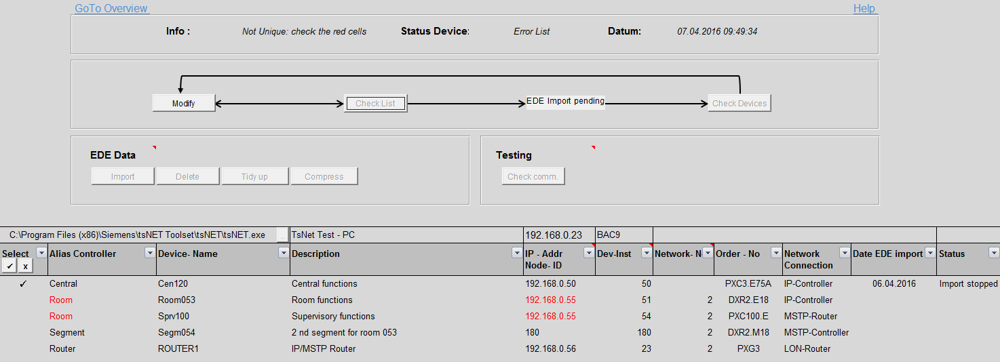 GoTo Overview Help
Info : Not Unique: check the red cells Status Device: Error List Datum: 07.04.2016 09:49:34
Modify Check List EDE Import pending Check Devices
EDE Data Testing
Import Delete Tidy up Compress Check comm.
C:\Program Files (x86)\Siemens\tsNET Toolset\tsNET\tsNET.exe .. TsNet Test - PC 192.168.0.23 BAC9
Select Alias Controller Device- Name Description IP - Addr Dev-Inst Network- N Order - No Network Date EDE import Status
✓ x Node- ID Connection
✓ Central Cen120 Central functions 192.168.0.50 50 PXC3.E75A IP-Controller 06.04.2016 Import stopped
Room Room053 Room functions 192.168.0.55 51 2 DXR2.E18 IP-Controller
Room Sprv100 Supervisory functions 192.168.0.55 54 2 PXC100.E MSTP-Router
Segment Segm054 2 nd segment for room 053 180 180 2 DXR2.M18 MSTP-Controller
Router ROUTER1 IP/MSTP Router 192.168.0.56 23 2 PXG3 LON-Router